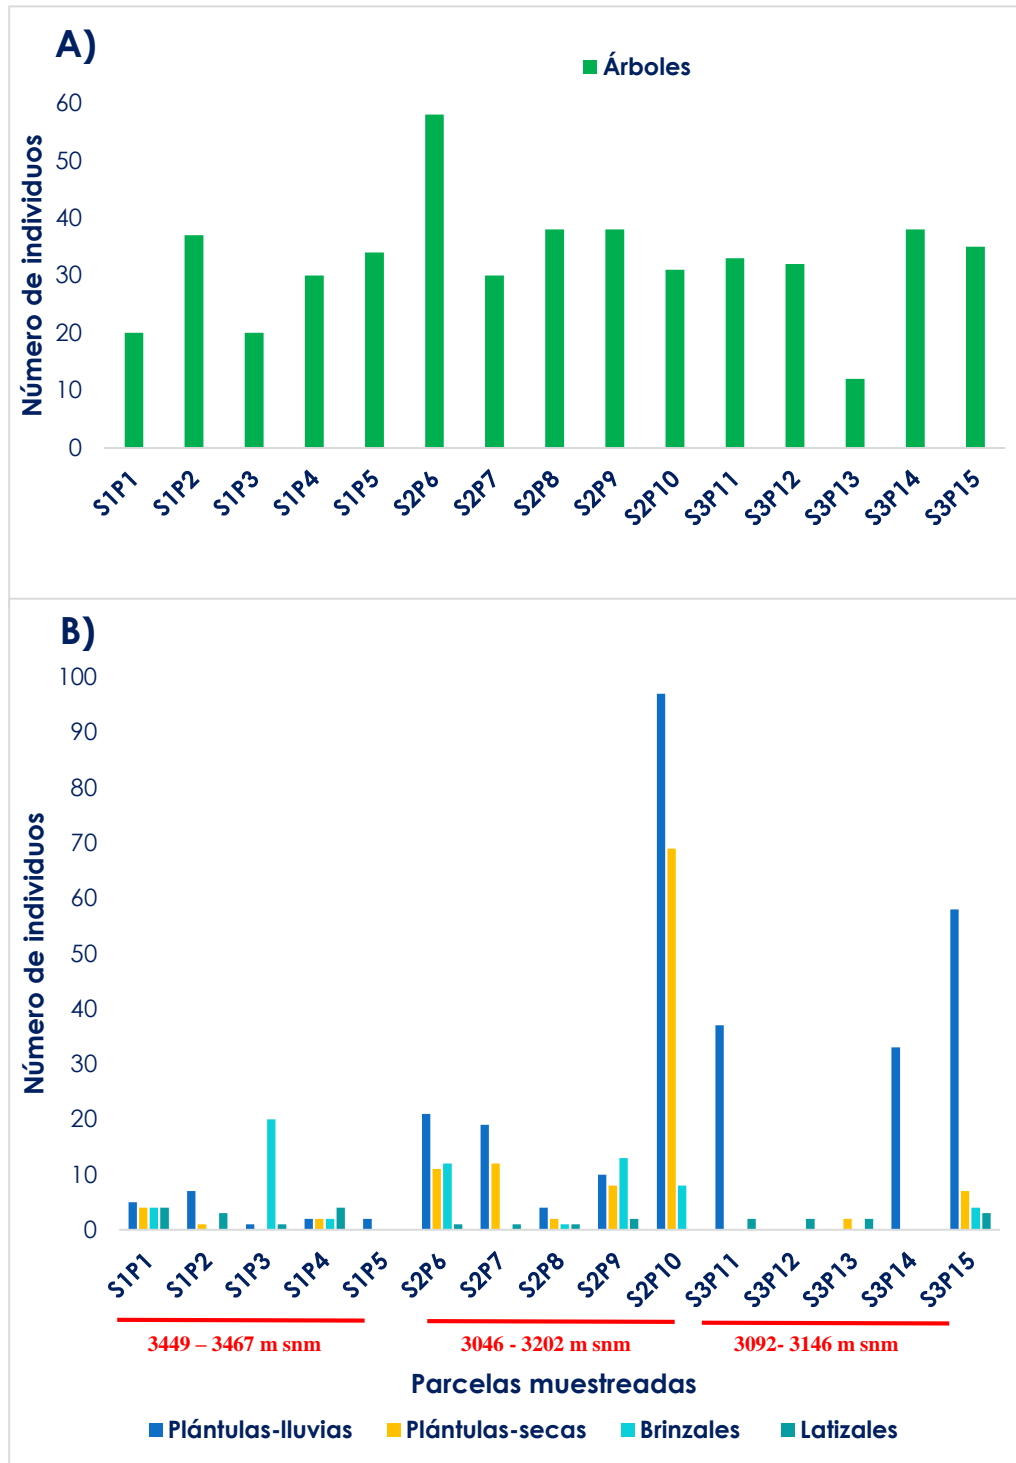 A)
Árboles
Número de individuos
60
50
40
30
20
10
0
S1P1 S1P2 S1P3 S1P4 S1P5 S2P6 S2P7 S2P8 S2P9 S2P10 S3P11 S3P12 S3P13 S3P14 S3P15
B)
Número de individuos
100
90
80
70
60
50
40
30
20
10
0
S1P1 S1P2 S1P3 S1P4 S1P5 S2P6 S2P7 S2P8 S2P9 S2P10 S3P11 S3P12 S3P13 S3P14 S3P15
3449 – 3467 m snm 3046 - 3202 m snm 3092- 3146 m snm
Parcelas muestreadas
Plántulas-lluvias Plántulas-secas Brinzales Latizales